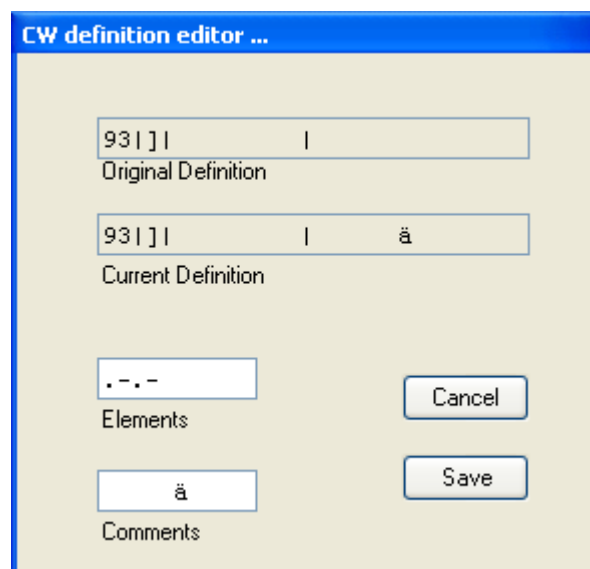 CW definition editor ...
93|]|                |
Original Definition
93|]|                |           ä
Current Definition
.-.-
Elements
Cancel
ä
Comments
Save